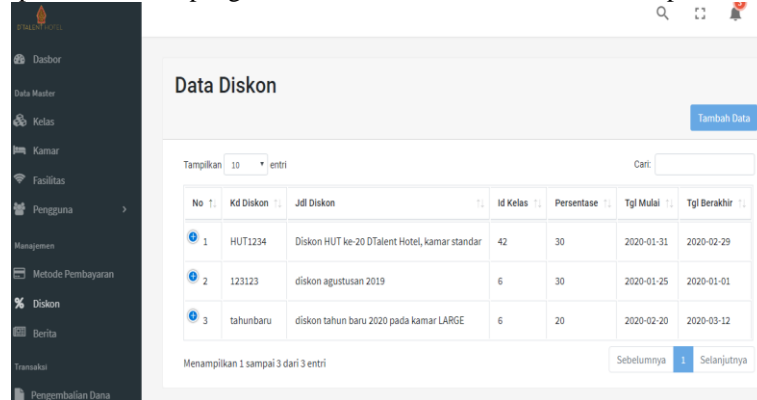 DTALENT HOTEL
3
Dasbor
Data Master
Kelas
Kamar
Fasilitas
Pengguna
Manajemen
Metode Pembayaran
Diskon
Berita
Transaksi
Pengembalian Dana
Data Diskon
Tambah Data
Tampilkan 10 entri Cari:
No Kd Diskon Jdl Diskon Id Kelas Persentase Tgl Mulai Tgl Berakhir
1 HUT1234 Diskon HUT ke-20 DTalent Hotel, kamar standar 42 30 2020-01-31 2020-02-29
2 123123 diskon agustusan 2019 6 30 2020-01-25 2020-01-01
3 tahunbaru diskon tahun baru 2020 pada kamar LARGE 6 20 2020-02-20 2020-03-12
Menampilkan 1 sampai 3 dari 3 entri Sebelumnya 1 Selanjutnya